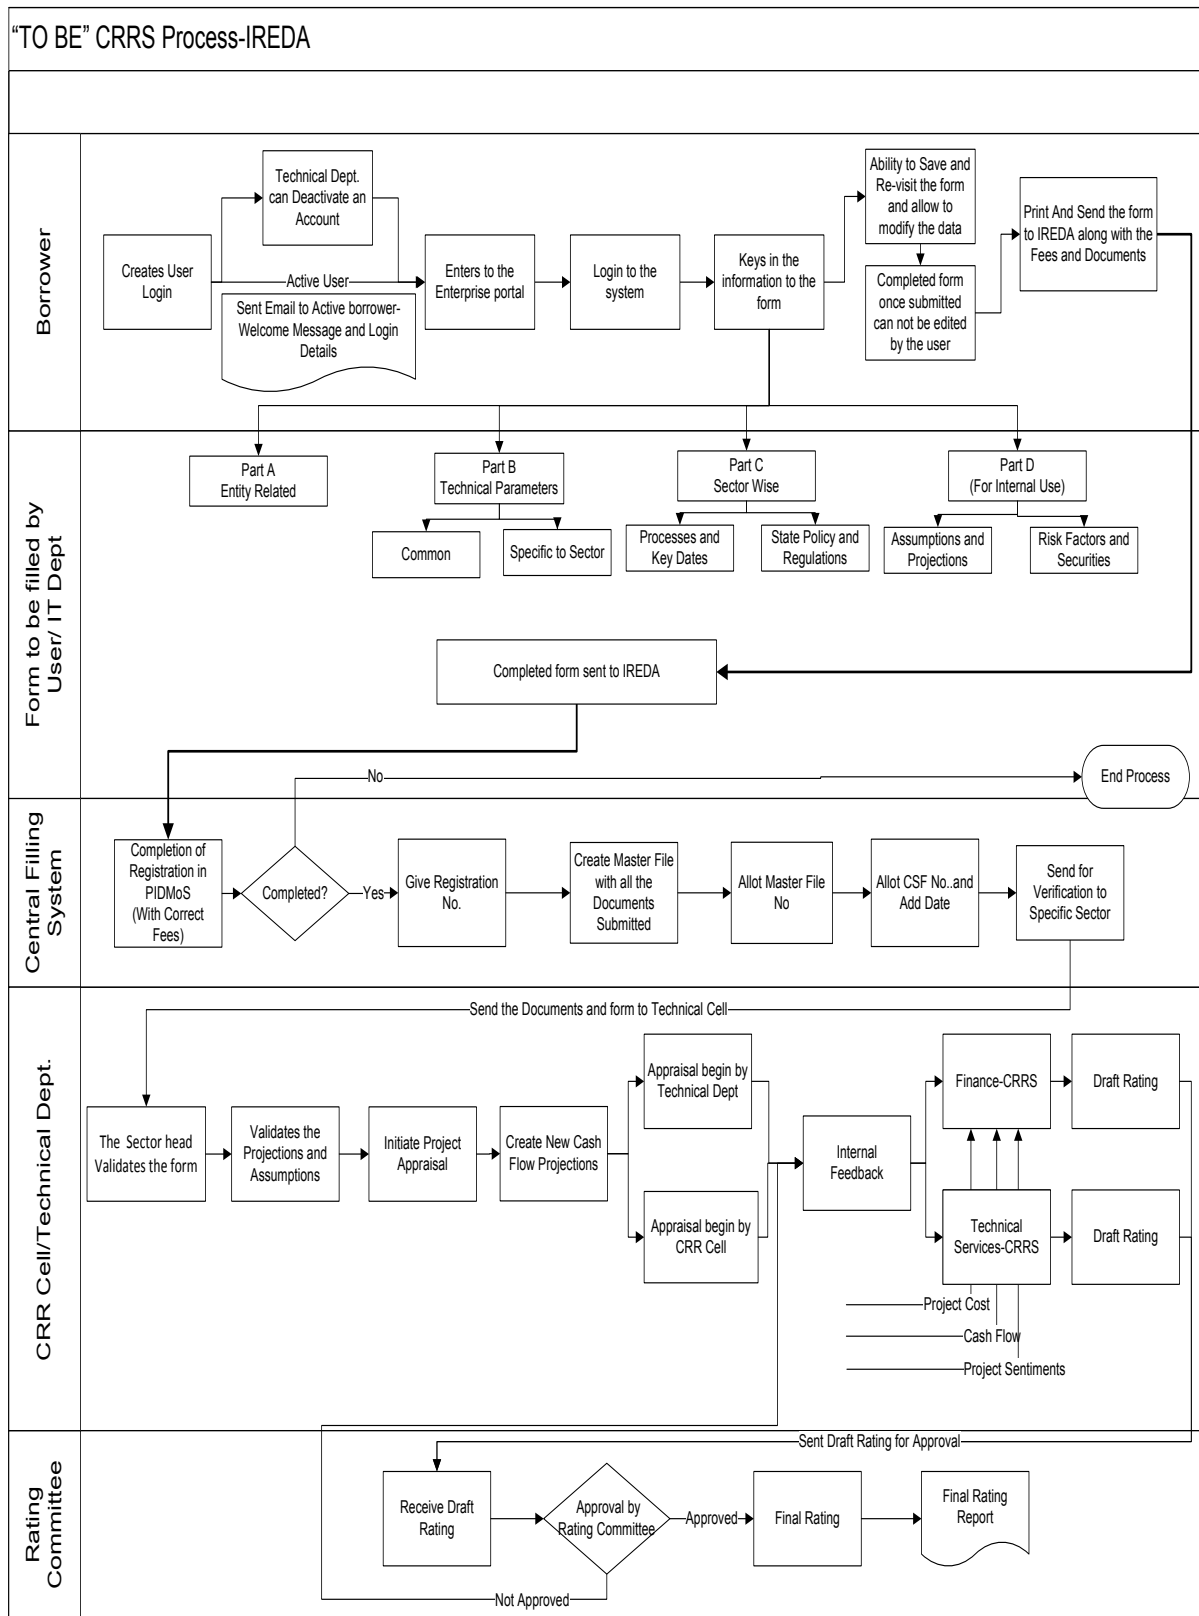 “TO BE” CRRS Process-IREDA
Borrower
Creates User
Login
Technical Dept.
can Deactivate an
Account
Active User
Sent Email to Active borrower-
Welcome Message and Login
Details
Enters to the
Enterprise portal
Login to the
system
Keys in the
information to the
form
Ability to Save and
Re-visit the form
and allow to
modify the data
Completed form
once submitted
can not be edited
by the user
Print And Send the form
to IREDA along with the
Fees and Documents
Form to be filled by
User/ IT Dept
Part A
Entity Related
Part B
Technical Parameters
Common
Specific to Sector
Part C
Sector Wise
Processes and
Key Dates
State Policy and
Regulations
Part D
(For Internal Use)
Assumptions and
Projections
Risk Factors and
Securities
Completed form sent to IREDA
No
End Process
Central Filling
System
Completion of
Registration in
PIDMoS
(With Correct
Fees)
Completed?
Yes
Give Registration
No.
Create Master File
with all the
Documents
Submitted
Allot Master File
No
Allot CSF No..and
Add Date
Send for
Verification to
Specific Sector
CRR Cell/Technical Dept.
Send the Documents and form to Technical Cell
The Sector head
Validates the form
Validates the
Projections and
Assumptions
Initiate Project
Appraisal
Create New Cash
Flow Projections
Appraisal begin by
Technical Dept
Appraisal begin by
CRR Cell
Internal
Feedback
Finance-CRRS
Draft Rating
Technical
Services-CRRS
Draft Rating
Project Cost
Cash Flow
Project Sentiments
Rating
Committee
Sent Draft Rating for Approval
Receive Draft
Rating
Approval by
Rating Committee
Approved
Final Rating
Final Rating
Report
Not Approved